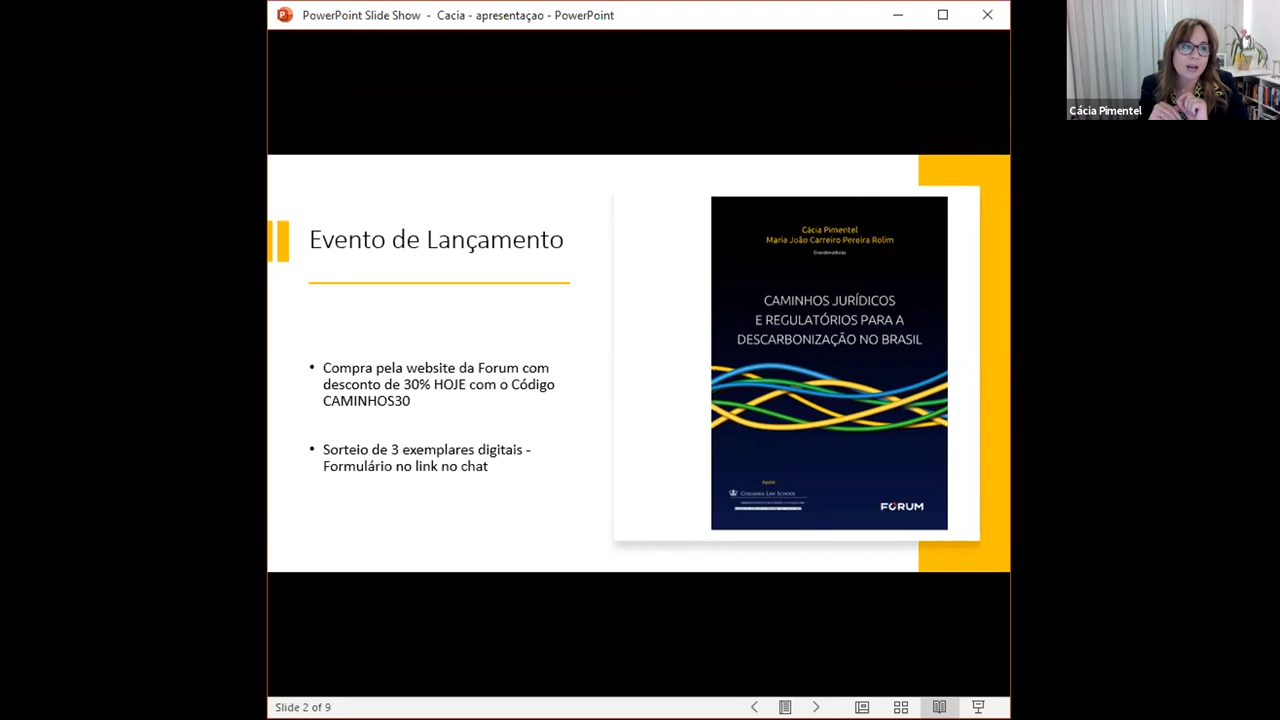 PowerPoint Slide Show - Cacia - apresentaçao - PowerPoint
Cácia Pimentel
Evento de Lançamento
• Compra pela website da Forum com
desconto de 30% HOJE com o Código
CAMINHOS30
• Sorteio de 3 exemplares digitais -
Formulário no link no chat
Cácia Pimentel
Maria João Carreiro Pereira Rolim
Coordenadoras
CAMINHOS JURÍDICOS
E REGULATÓRIOS PARA A
DESCARBONIZAÇÃO NO BRASIL
Apoio
COLUMBIA LAW SCHOOL
FÓRUM
Slide 2 of 9